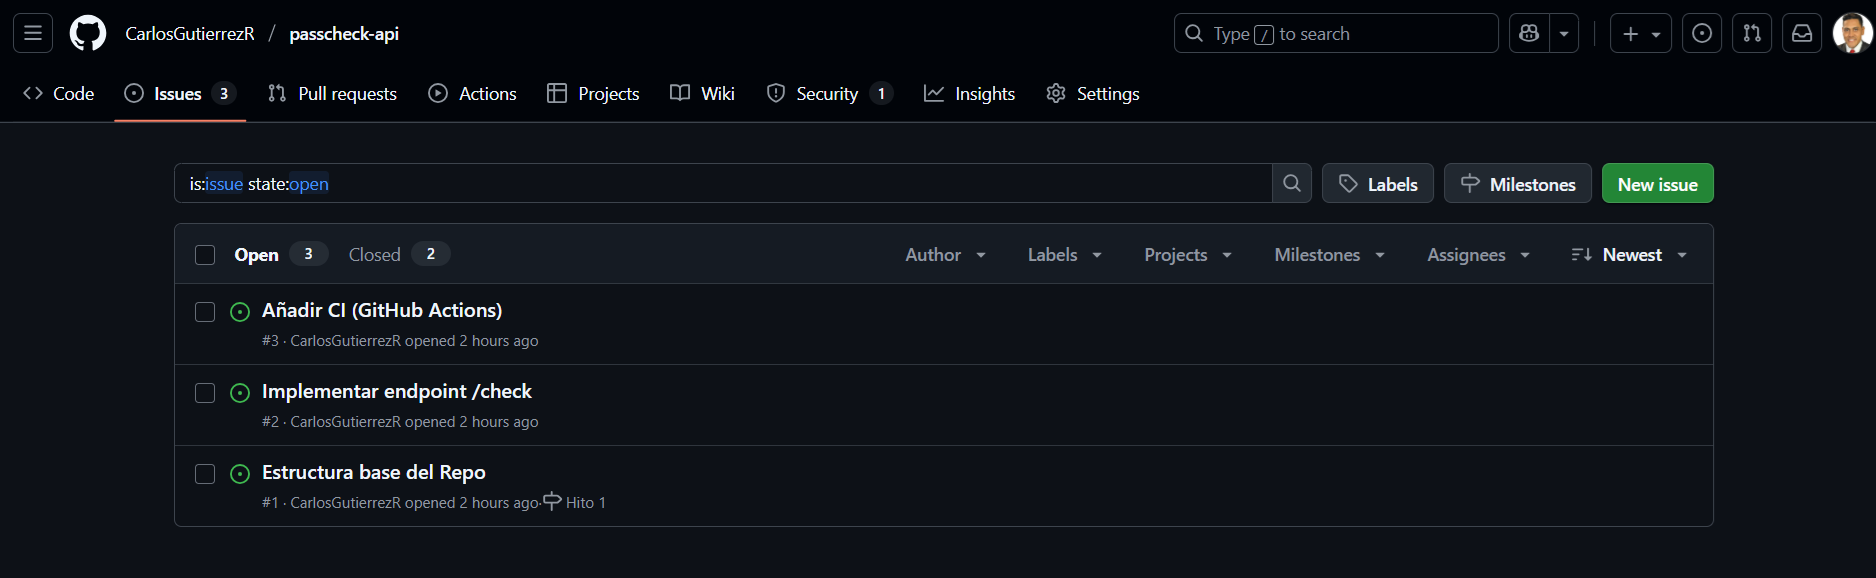 CarlosGutierrezR / passcheck-api
Type / to search
Code
Issues 3
Pull requests
Actions
Projects
Wiki
Security 1
Insights
Settings
is:issue state:open
Labels
Milestones
New issue
Open 3
Closed 2
Author
Labels
Projects
Milestones
Assignees
Newest
Añadir CI (GitHub Actions)
#3 · CarlosGutierrezR opened 2 hours ago
Implementar endpoint /check
#2 · CarlosGutierrezR opened 2 hours ago
Estructura base del Repo
#1 · CarlosGutierrezR opened 2 hours ago · Hito 1